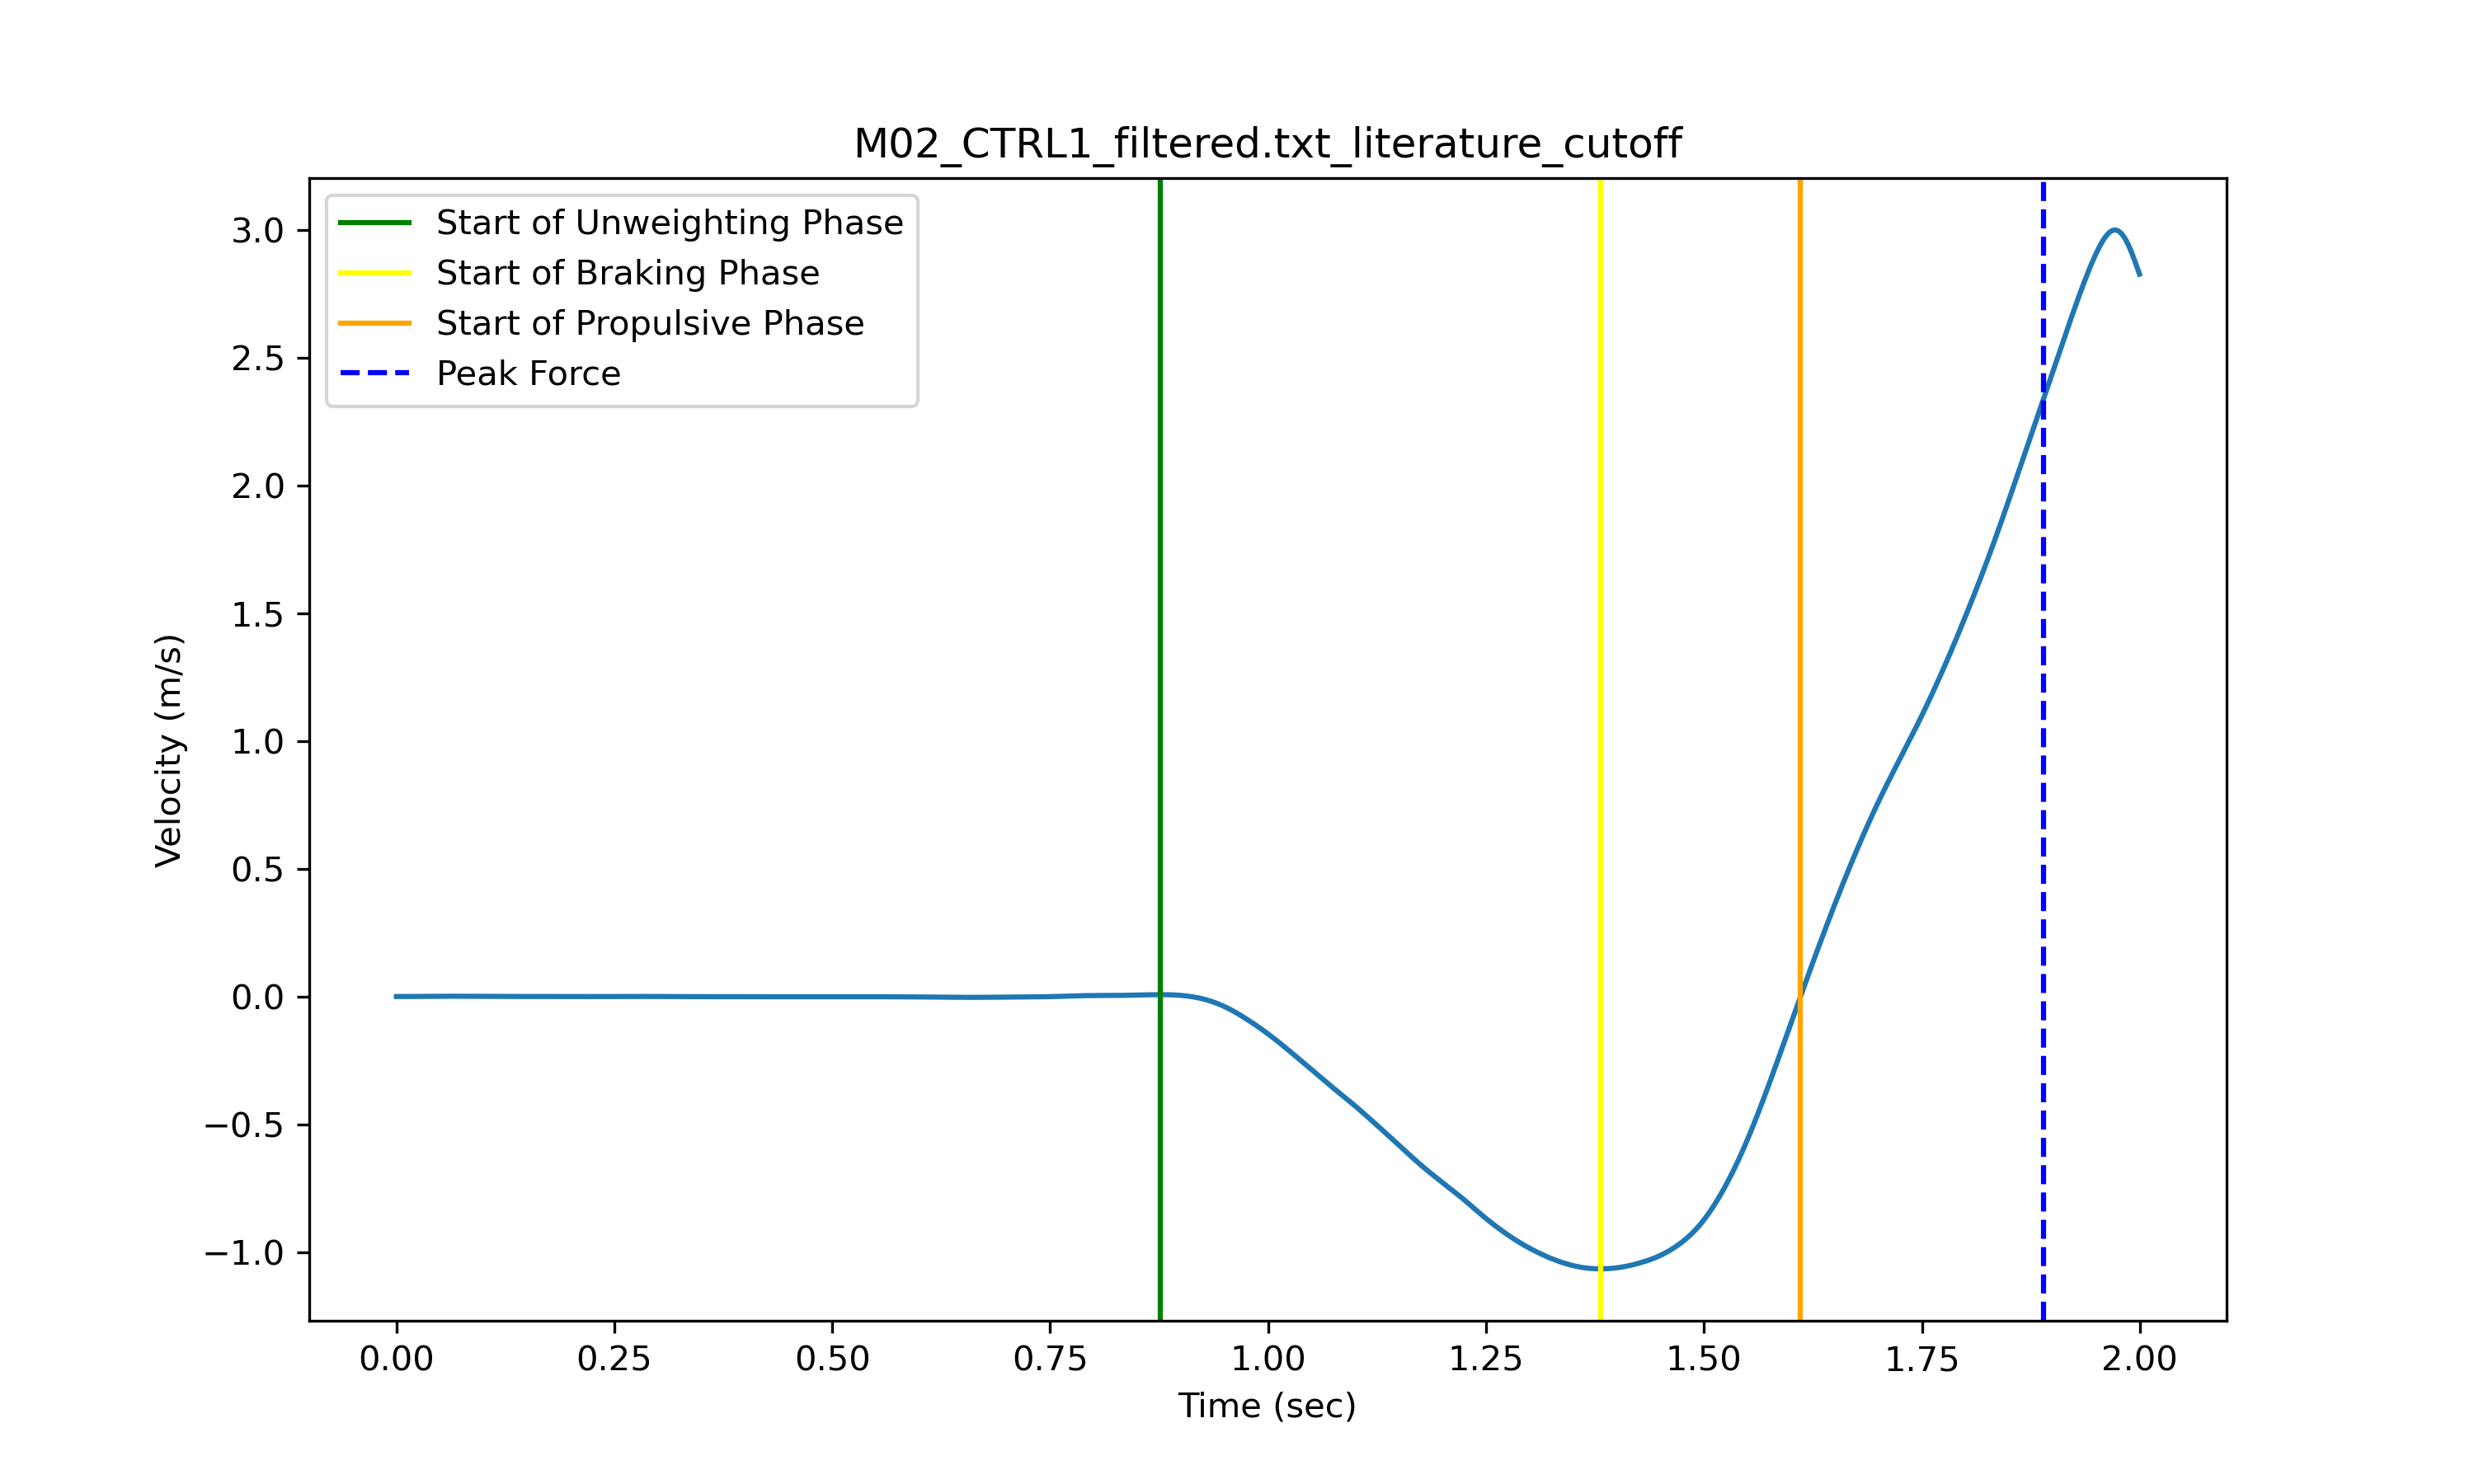 M02_CTRL1_filtered.txt_literature_cutoff
Start of Unweighting Phase
Start of Braking Phase
Start of Propulsive Phase
Peak Force
3.0
2.5
2.0
1.5
1.0
0.5
0.0
−0.5
−1.0
Velocity (m/s)
0.00 0.25 0.50 0.75 1.00 1.25 1.50 1.75 2.00
Time (sec)